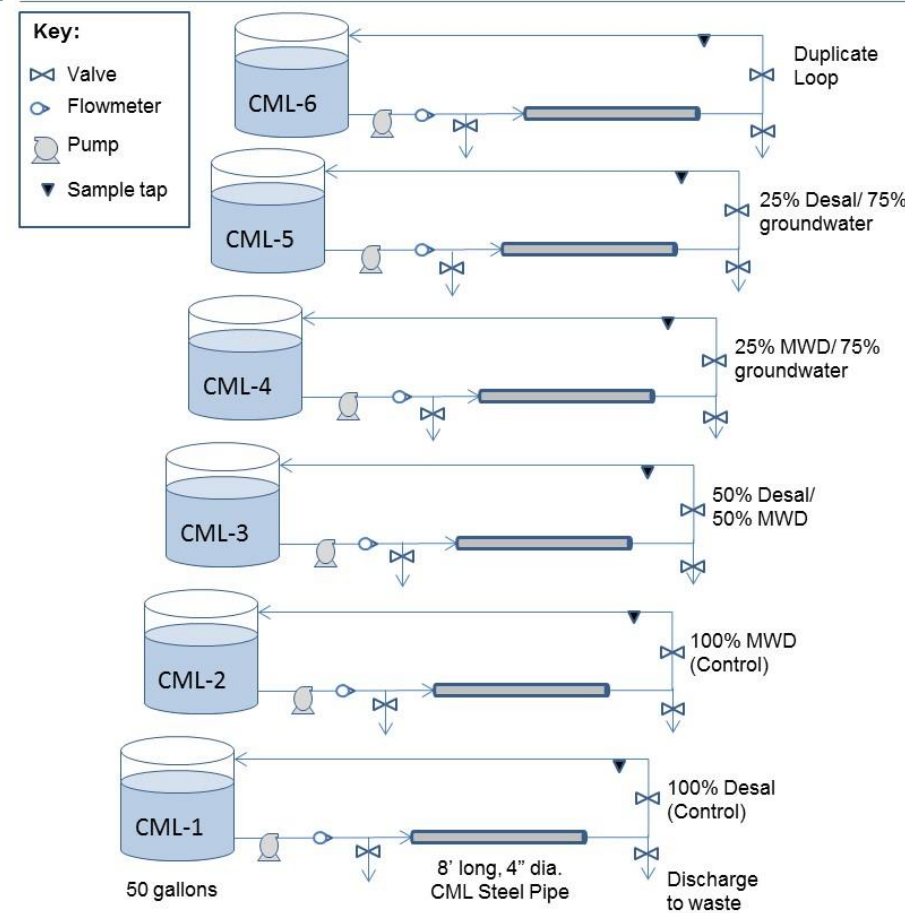 Key:
Valve
Flowmeter
Pump
Sample tap
CML-6
Duplicate
Loop
CML-5
25% Desal/ 75%
groundwater
CML-4
25% MWD/ 75%
groundwater
CML-3
50% Desal/
50% MWD
CML-2
100% MWD
(Control)
CML-1
100% Desal
(Control)
50 gallons
8’ long, 4” dia.
CML Steel Pipe
Discharge
to waste